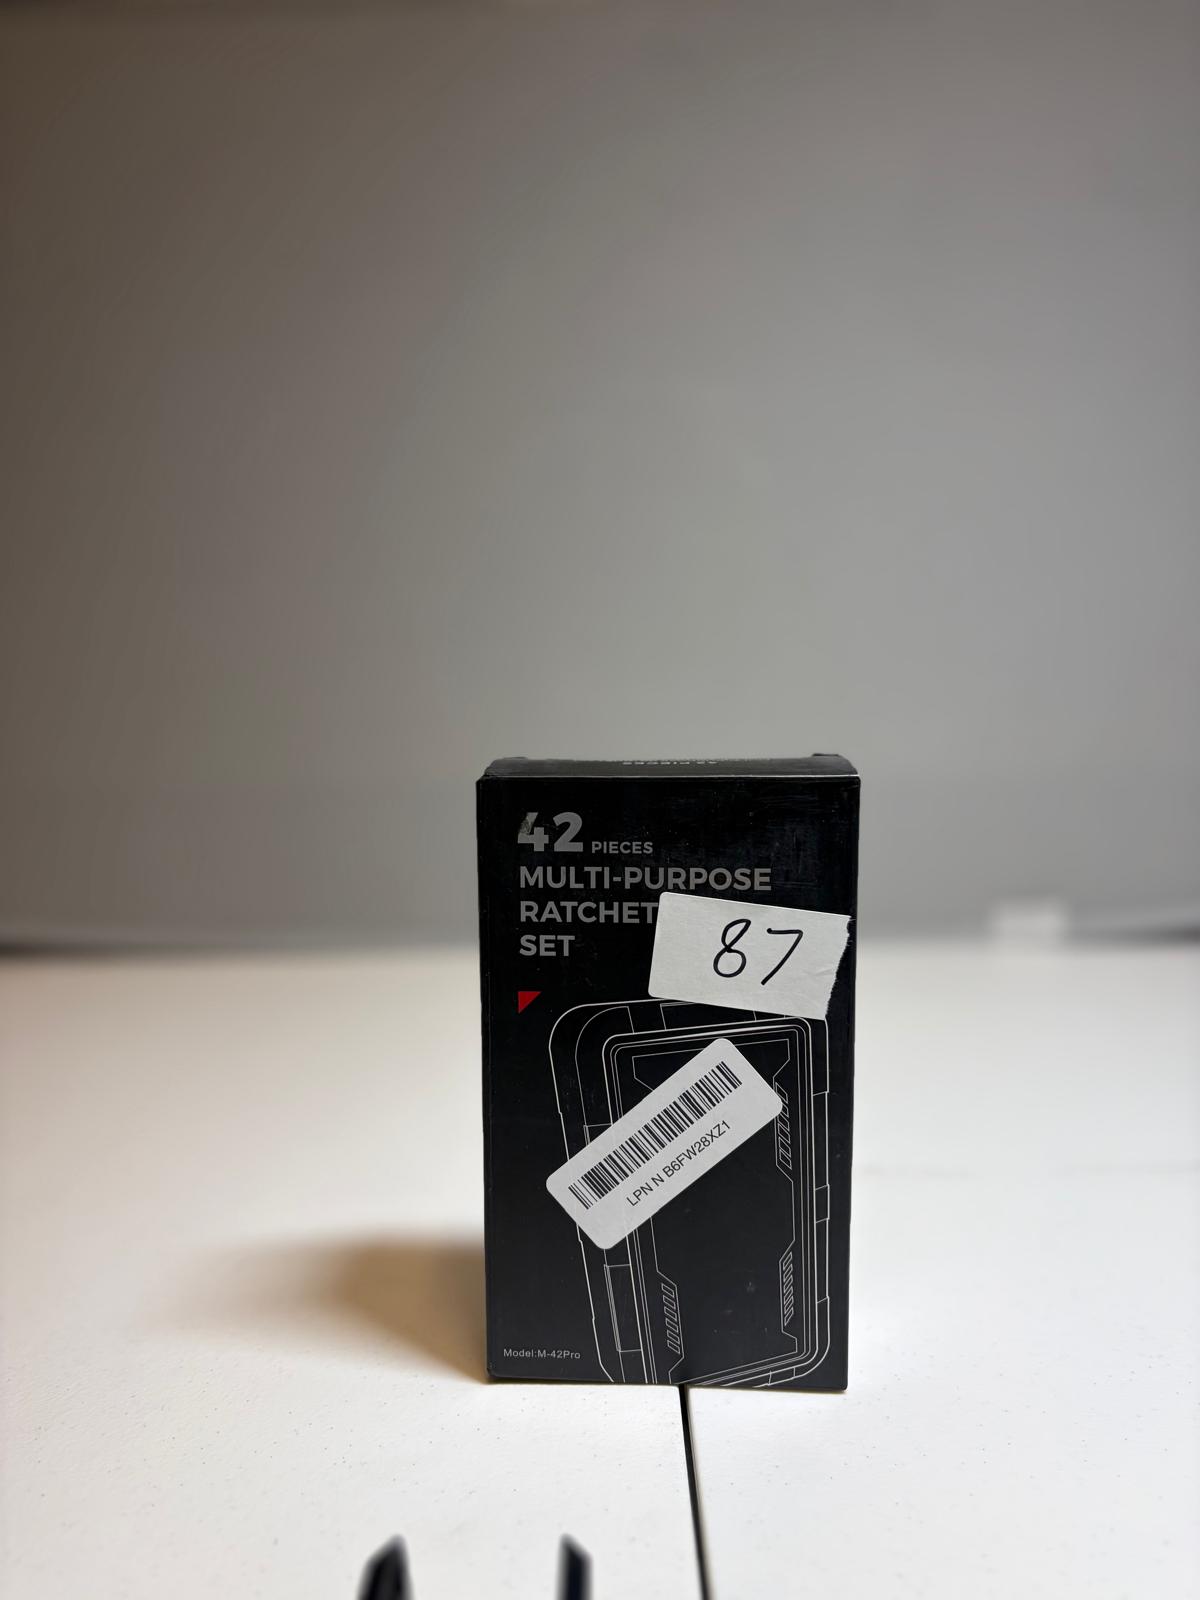 42 PIECES
MULTI-PURPOSE
RATCHET
SET
87
LPN N B6FW28XZ1
Model:M-42Pro